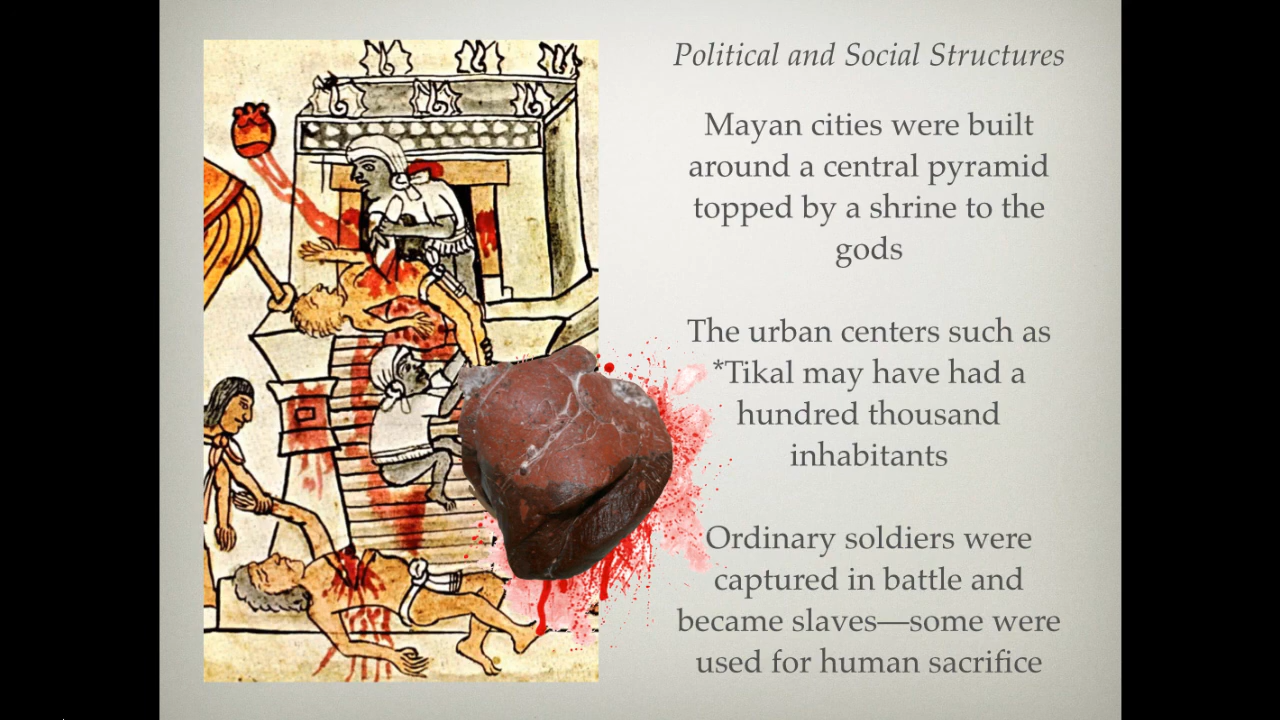 Political and Social Structures
Mayan cities were built
around a central pyramid
topped by a shrine to the
gods
The urban centers such as
*Tikal may have had a
hundred thousand
inhabitants
Ordinary soldiers were
captured in battle and
became slaves—some were
used for human sacrifice